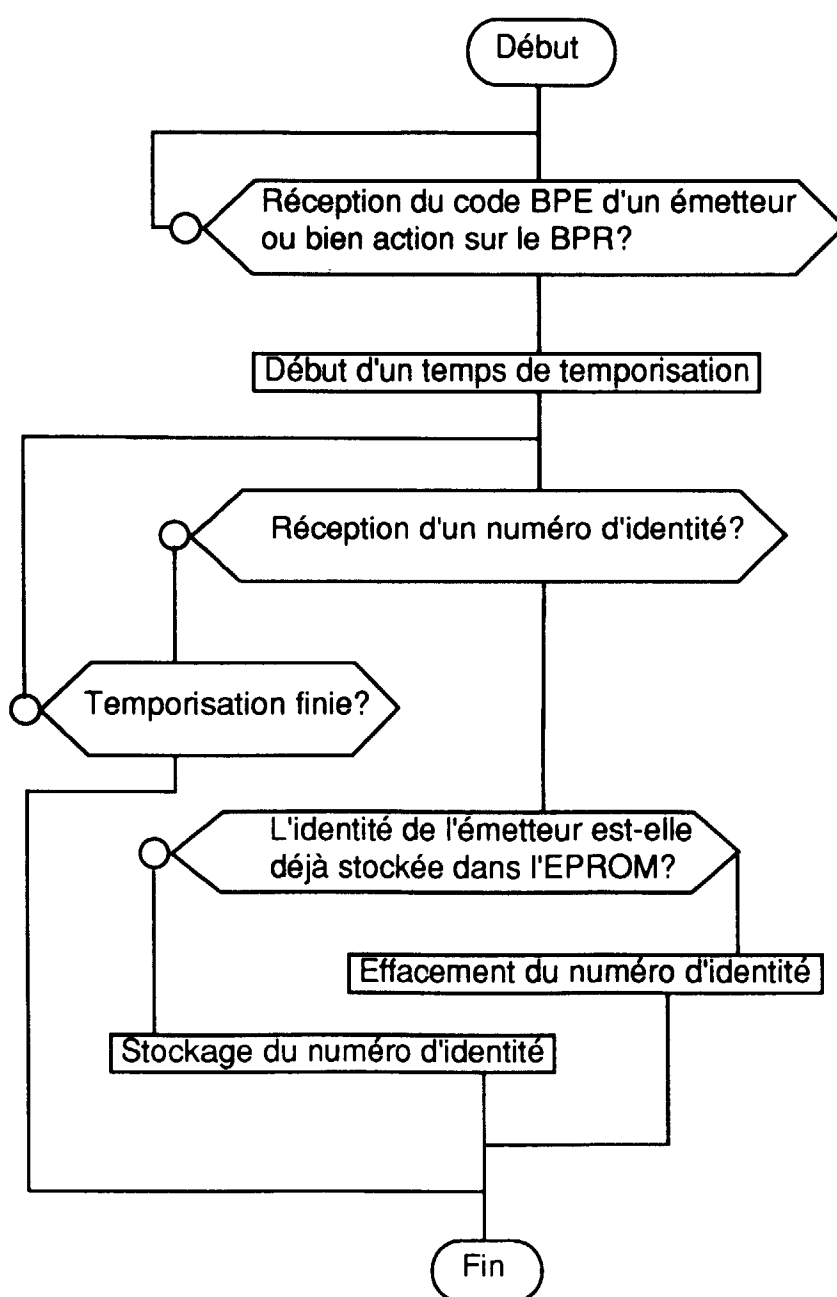 Début
Réception du code BPE d'un émetteur
ou bien action sur le BPR?
Début d'un temps de temporisation
Réception d'un numéro d'identité?
Temporisation finie?
L'identité de l'émetteur est-elle
déjà stockée dans l'EPROM?
Effacement du numéro d'identité
Stockage du numéro d'identité
Fin